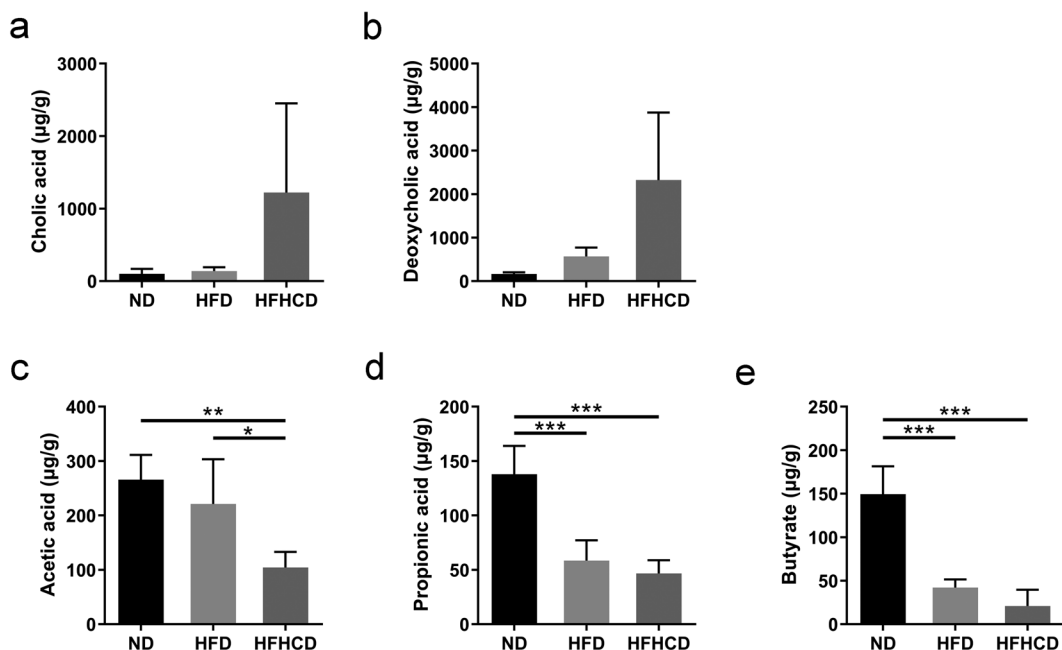 a
Cholic acid (µg/g)
3000
2000
1000
0
ND HFD HFHCD
b
Deoxycholic acid (µg/g)
5000
4000
3000
2000
1000
0
ND HFD HFHCD
c
Acetic acid (µg/g)
400
300
200
100
0
**
*
ND HFD HFHCD
d
Propionic acid (µg/g)
200
150
100
50
0
***
***
ND HFD HFHCD
e
Butyrate (µg/g)
250
200
150
100
50
0
***
***
ND HFD HFHCD